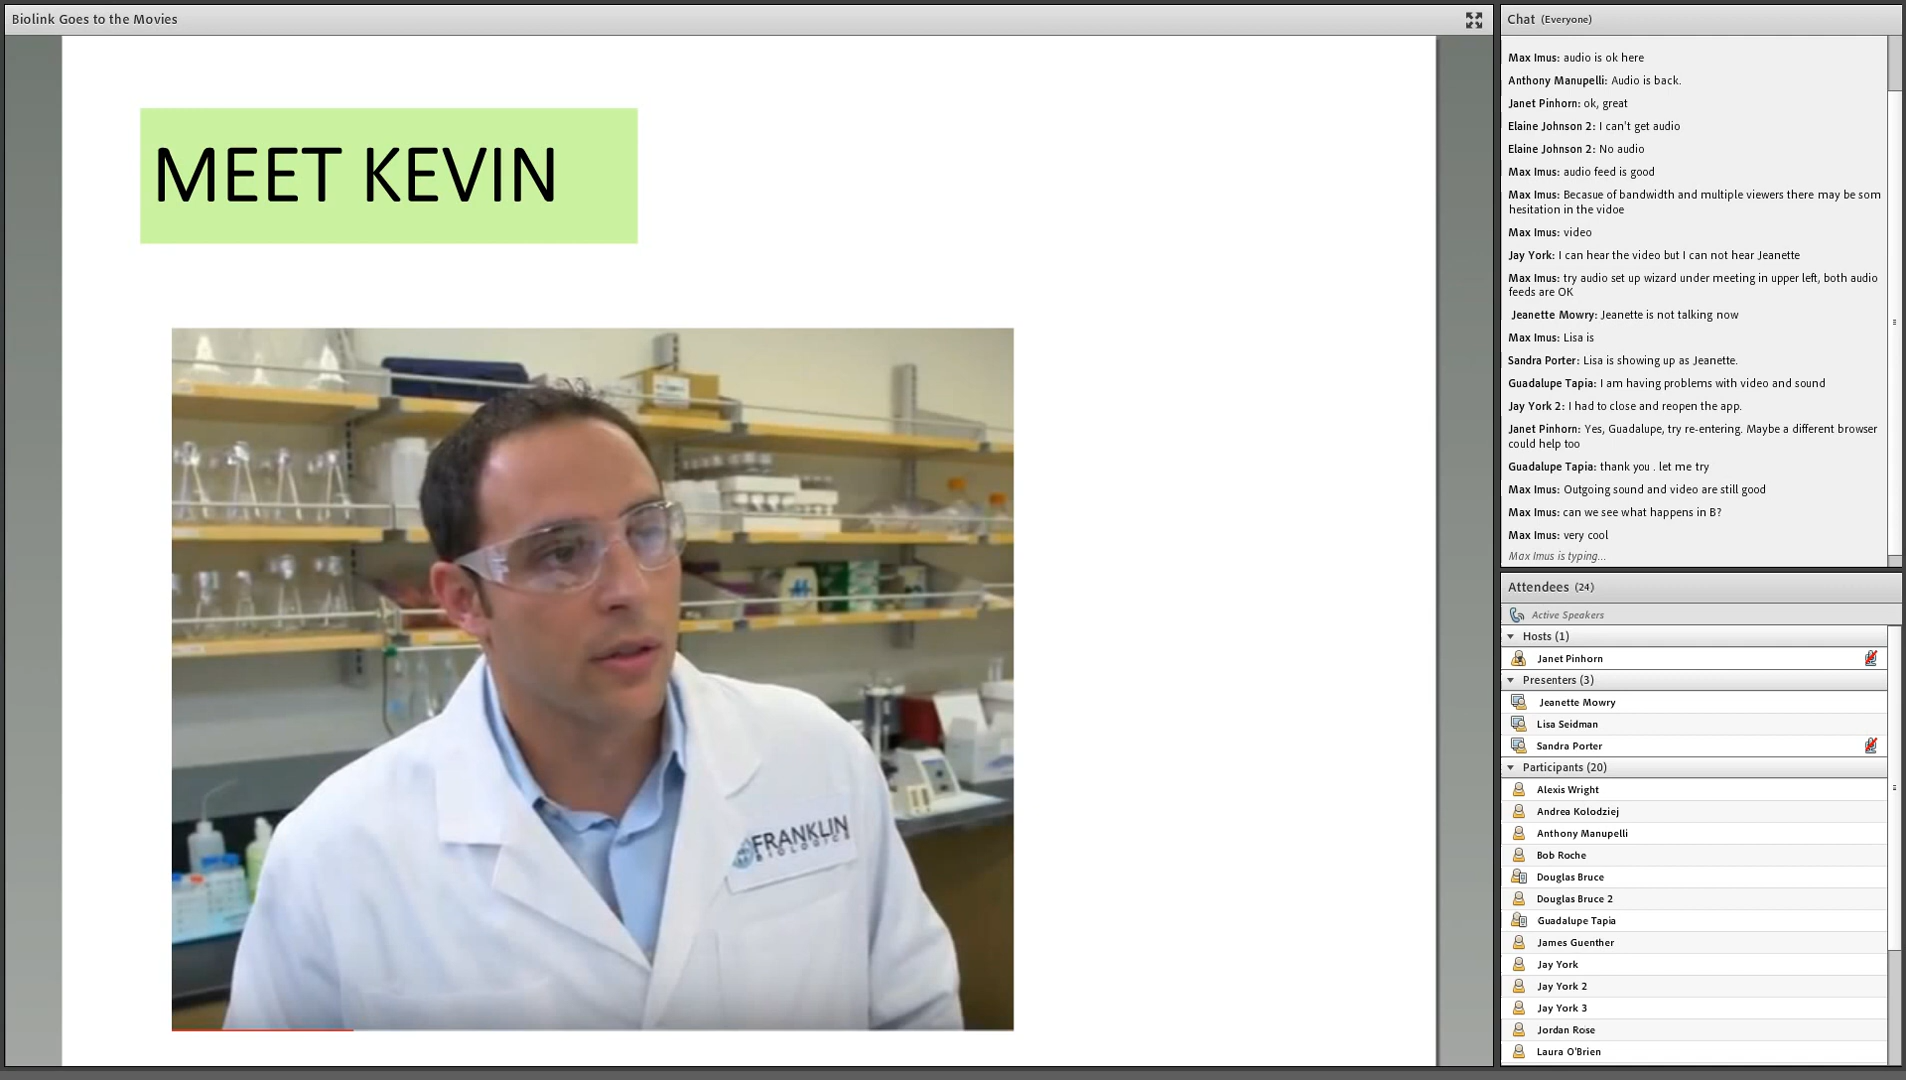 Biolink Goes to the Movies
MEET KEVIN
FRANKLIN
BIOLOGICS
Chat (Everyone)
Max Imus: audio is ok here
Anthony Manupelli: Audio is back.
Janet Pinhorn: ok, great
Elaine Johnson 2: I can't get audio
Elaine Johnson 2: No audio
Max Imus: audio feed is good
Max Imus: Becasue of bandwidth and multiple viewers there may be som
hesitation in the vidoe
Max Imus: video
Jay York: I can hear the video but I can not hear Jeanette
Max Imus: try audio set up wizard under meeting in upper left, both audio
feeds are OK
Jeanette Mowry: Jeanette is not talking now
Max Imus: Lisa is
Sandra Porter: Lisa is showing up as Jeanette.
Guadalupe Tapia: I am having problems with video and sound
Jay York 2: I had to close and reopen the app.
Janet Pinhorn: Yes, Guadalupe, try re-entering. Maybe a different browser
could help too
Guadalupe Tapia: thank you . let me try
Max Imus: Outgoing sound and video are still good
Max Imus: can we see what happens in B?
Max Imus: very cool
Max Imus is typing...
Attendees (24)
Active Speakers
Hosts (1)
Janet Pinhorn
Presenters (3)
Jeanette Mowry
Lisa Seidman
Sandra Porter
Participants (20)
Alexis Wright
Andrea Kolodziej
Anthony Manupelli
Bob Roche
Douglas Bruce
Douglas Bruce 2
Guadalupe Tapia
James Guenther
Jay York
Jay York 2
Jay York 3
Jordan Rose
Laura O'Brien